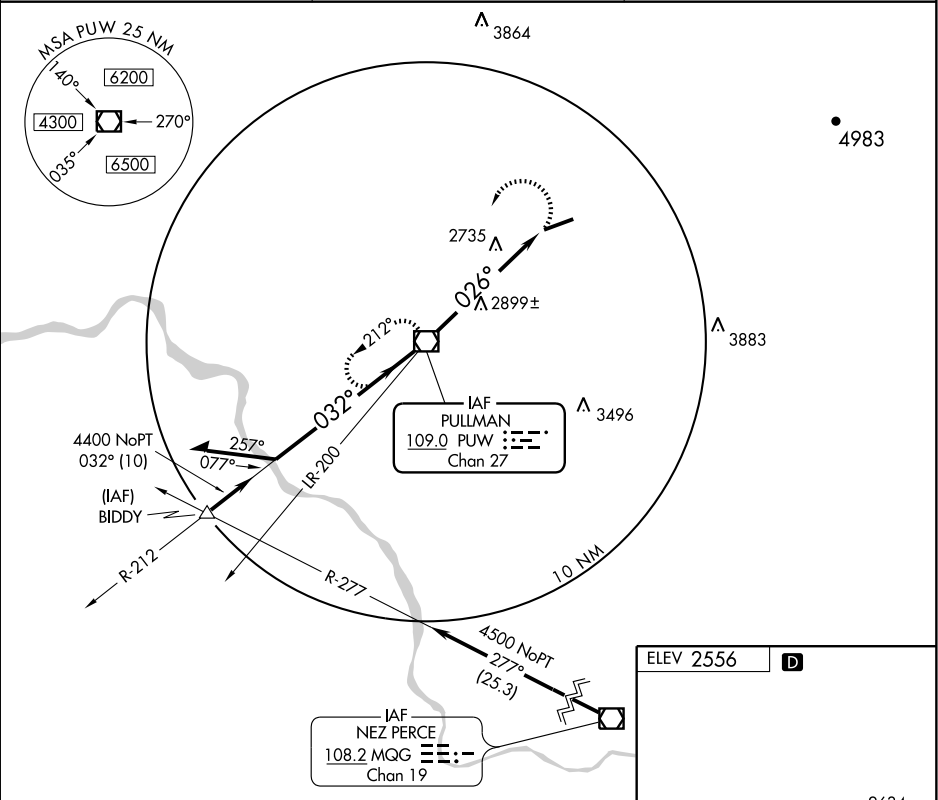 3864
MSA PUW 25 NM
140°
6200
4300
270°
035°
6500
4983
2735
026°
2899±
212°
3883
032°
IAF
PULLMAN
109.0 PUW
Chan 27
3496
4400 NoPT
032° (10)
257°
077°
LR-200
(IAF)
BIDDY
R-212
R-277
10 NM
4500 NoPT
277°
(25.3)
ELEV 2556 D
IAF
NEZ PERCE
108.2 MQG
Chan 19